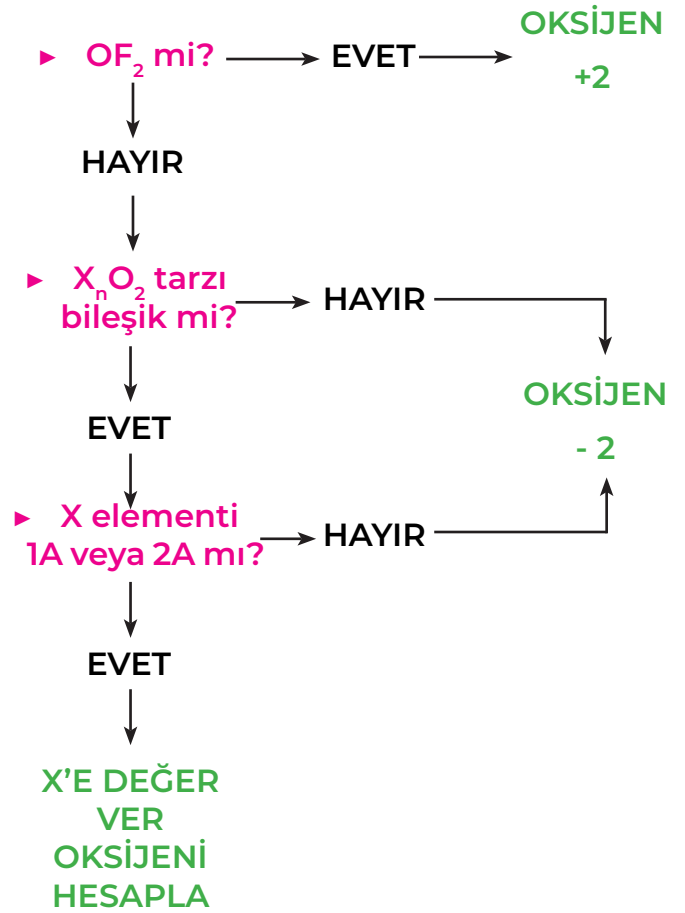 ► OF₂ mi?
EVET
OKSİJEN
+2
HAYIR
► XₙO₂ tarzı
bileşik mi?
HAYIR
OKSİJEN
- 2
EVET
► X elementi
1A veya 2A mı?
HAYIR
EVET
X'E DEĞER
VER
OKSİJENİ
HESAPLA